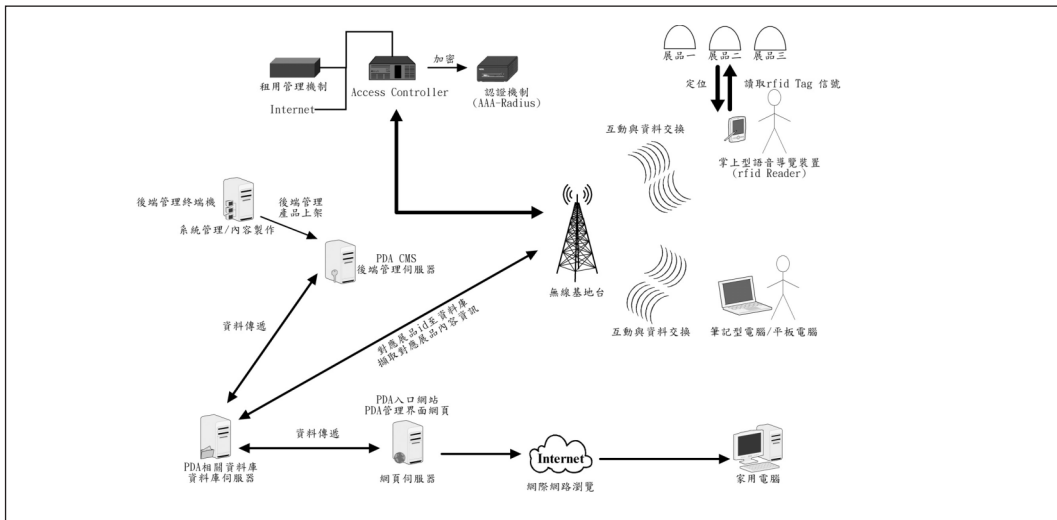 展品一 展品二 展品三
加密
定位 讀取rfid Tag 信號
租用管理機制
Access Controller
認證機制
(AAA-Radius)
Internet
互動與資料交換
掌上型語音導覽裝置
(rfid Reader)
後端管理終端機
後端管理
產品上架
系統管理/內容製作
PDA CMS
後端管理伺服器
無線基地台
互動與資料交換
筆記型電腦/平板電腦
資料傳遞
對應展品id至資料庫
擷取對應展品內容資訊
PDA入口網站
PDA管理界面網頁
資料傳遞
Internet
PDA相關資料庫
資料庫伺服器
網頁伺服器
網際網路瀏覽
家用電腦